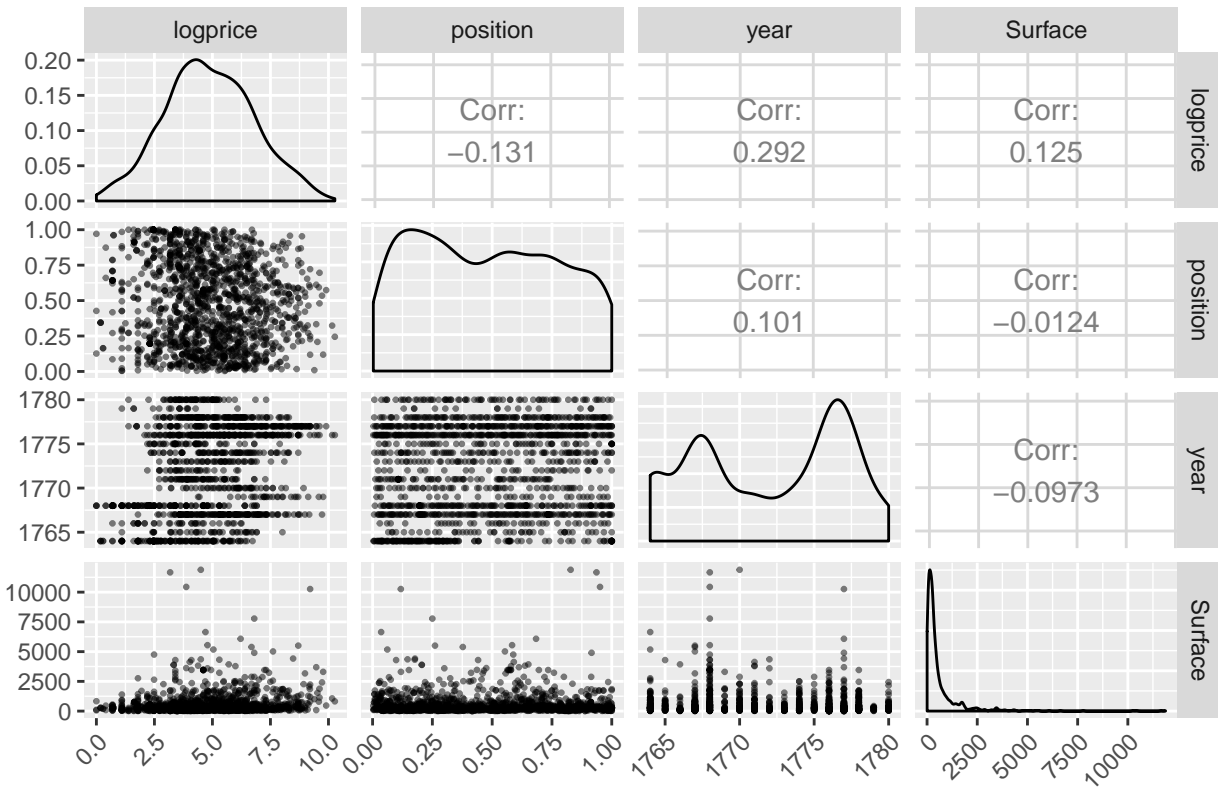 logprice position year Surface
0.20
0.15
0.10
0.05
0.00
Corr:
−0.131
Corr:
0.292
Corr:
0.125
logprice
1.00
0.75
0.50
0.25
0.00
Corr:
0.101
Corr:
−0.0124
position
1780
1775
1770
1765
Corr:
−0.0973
year
10000
7500
5000
2500
0
Surface
0.0 2.5 5.0 7.5 10.0
0.00 0.25 0.50 0.75 1.00
1765 1770 1775 1780
0 2500 5000 7500 10000